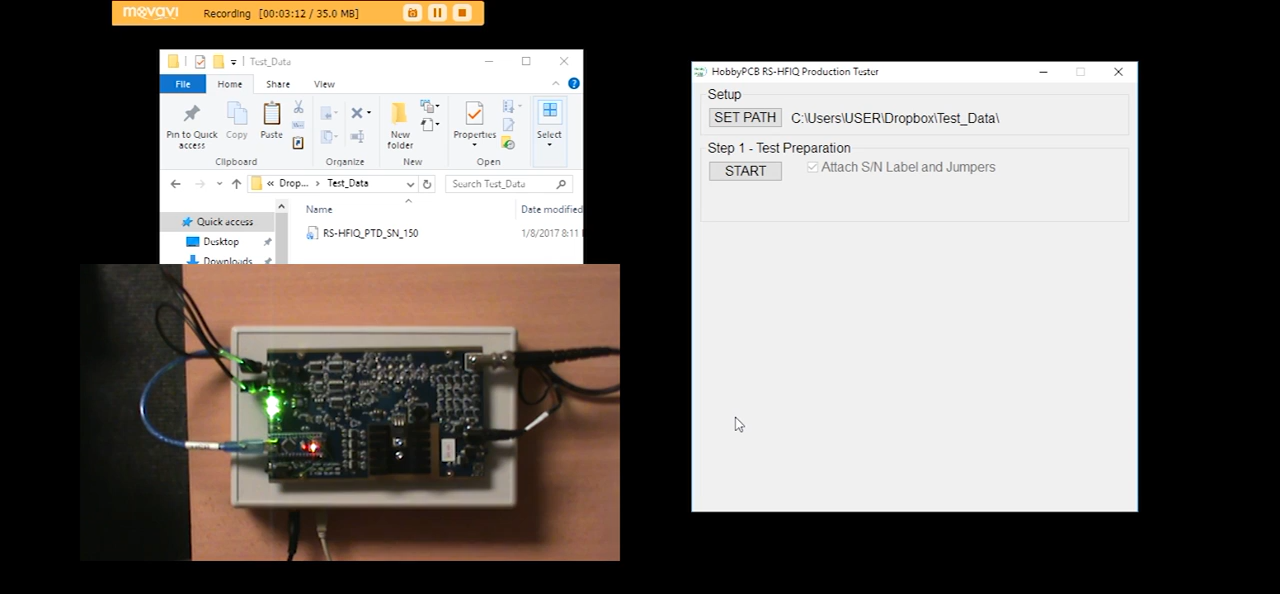 movavi Recording [00:03:12 / 35.0 MB]
Test_Data
File Home Share View
Pin to Quick access
Copy
Paste
New folder
Properties
Select
Clipboard Organize New Open
« Drop... › Test_Data
Search Test_Data
Name Date modified
Quick access
Desktop
Downloads
RS-HFIQ_PTD_SN_150 1/8/2017 8:11
HobbyPCB RS-HFIQ Production Tester
Setup
SET PATH C:\Users\USER\Dropbox\Test_Data\
Step 1 - Test Preparation
START Attach S/N Label and Jumpers